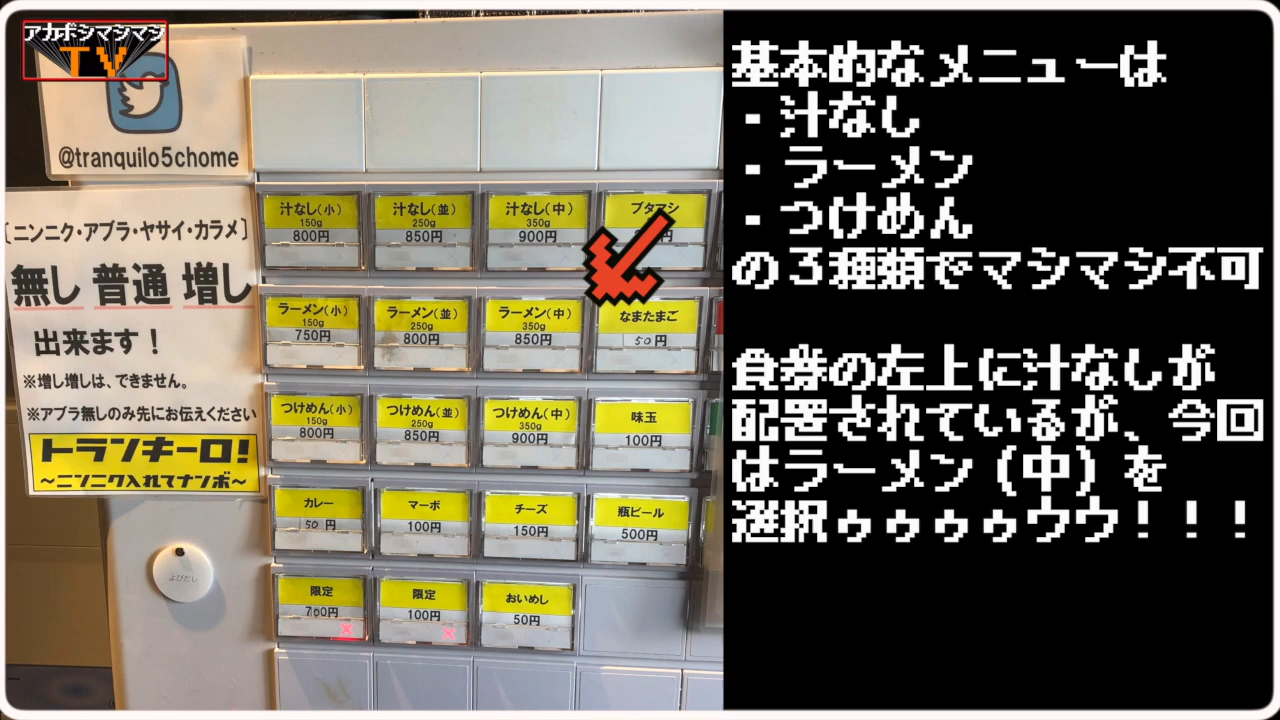 アカボシマシマシ
TV
@tranquilo5chome
[ニンニク・アブラ・ヤサイ・カラメ]
無し 普通 増し
出来ます!
※増し増しは、できません。
※アブラ無しのみ先にお伝えください
トランキーロ!
~ニンニク入れてナンボ~
よびだし
汁なし(小)
150g
800円
汁なし(並)
250g
850円
汁なし(中)
350g
900円
ブタマシ
円
ラーメン(小)
150g
750円
ラーメン(並)
250g
800円
ラーメン(中)
350g
850円
なまたまご
50円
つけめん(小)
150g
800円
つけめん(並)
250g
850円
つけめん(中)
350g
900円
味玉
100円
カレー
50円
マーボ
100円
チーズ
150円
瓶ビール
500円
限定
700円
限定
100円
おいめし
50円
基本的なメニューは
・汁なし
・ラーメン
・つけめん
の3種類でマシマシ不可
食券の左上に汁なしが
配置されているが、今回
はラーメン(中)を
選択ゥゥゥゥウウ!!!